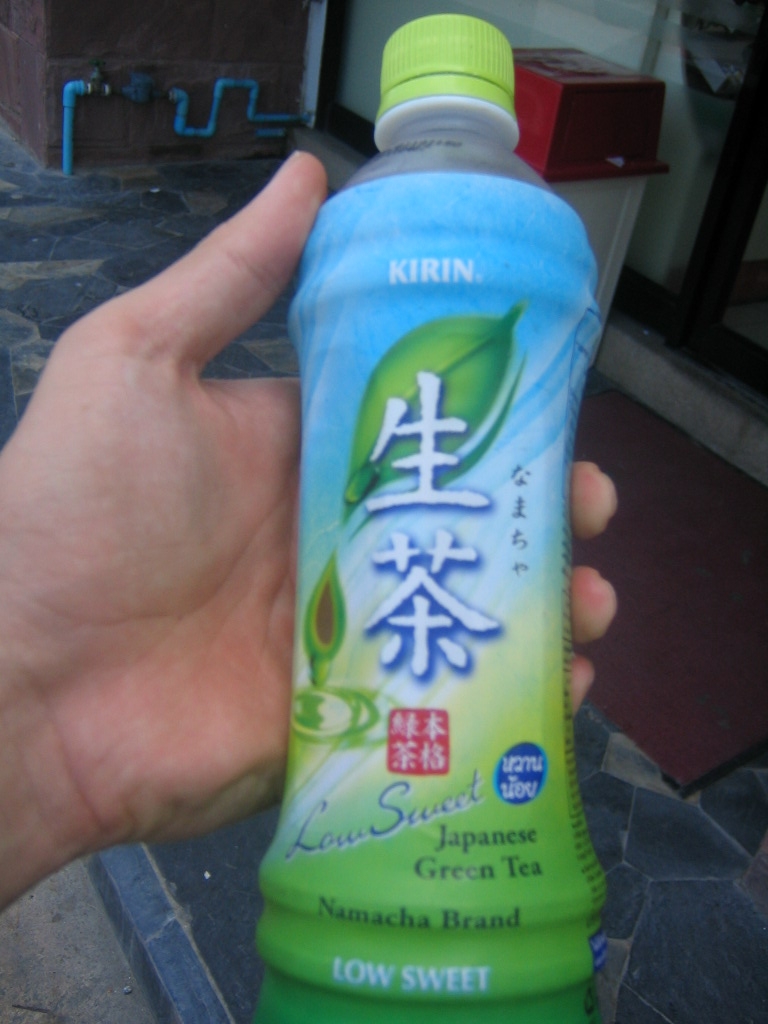 KIRIN
生茶
なまちゃ
本格
緑茶
หวาน
น้อย
Low Sweet
Japanese
Green Tea
Namacha Brand
LOW SWEET